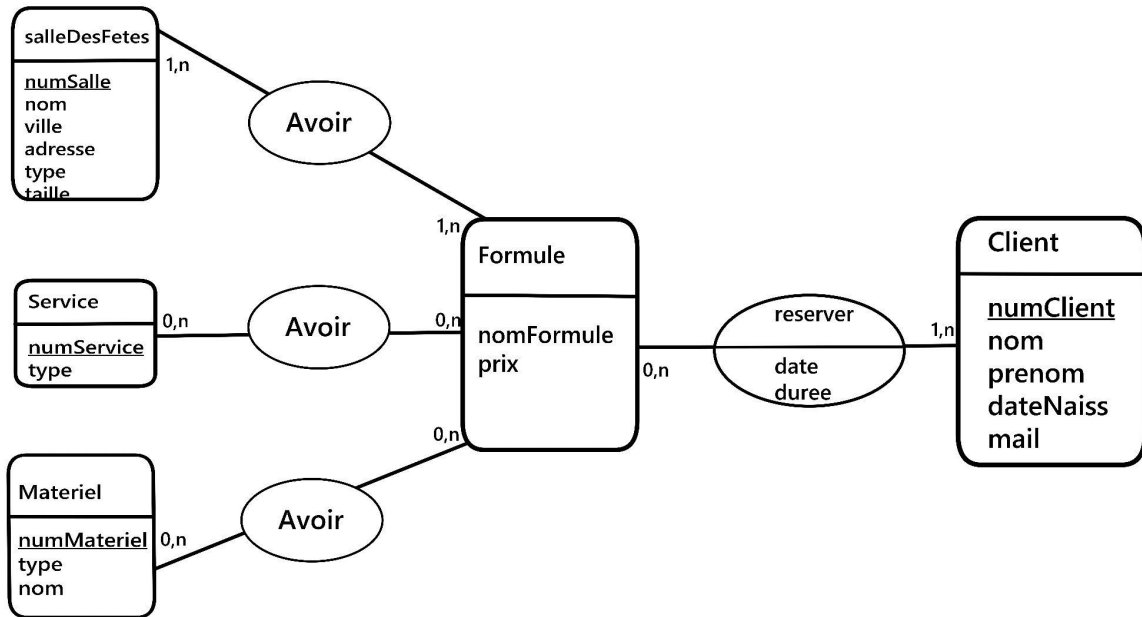 salleDesFetes
numSalle
nom
ville
adresse
type
taille
1,n
Avoir
1,n
Service
numService
type
0,n
Avoir
0,n
Materiel
numMateriel
type
nom
0,n
Avoir
0,n
Formule
nomFormule
prix
0,n
reserver
date
duree
1,n
Client
numClient
nom
prenom
dateNaiss
mail